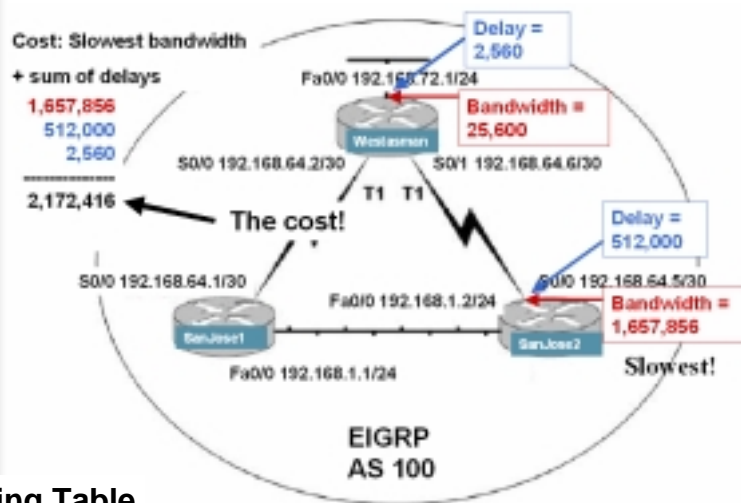 Cost: Slowest bandwidth
+ sum of delays
1,657,856
512,000
2,560
---------------
2,172,416
The cost!
Delay =
2,560
Fa0/0 192.168.72.1/24
Bandwidth =
25,600
Westasman
S0/0 192.168.64.2/30
S0/1 192.168.64.6/30
T1 T1
Delay =
512,000
S0/0 192.168.64.1/30
S0/0 192.168.64.5/30
Fa0/0 192.168.1.2/24
Bandwidth =
1,657,856
SanJose1
SanJose2
Slowest!
Fa0/0 192.168.1.1/24
EIGRP
AS 100
ing Table